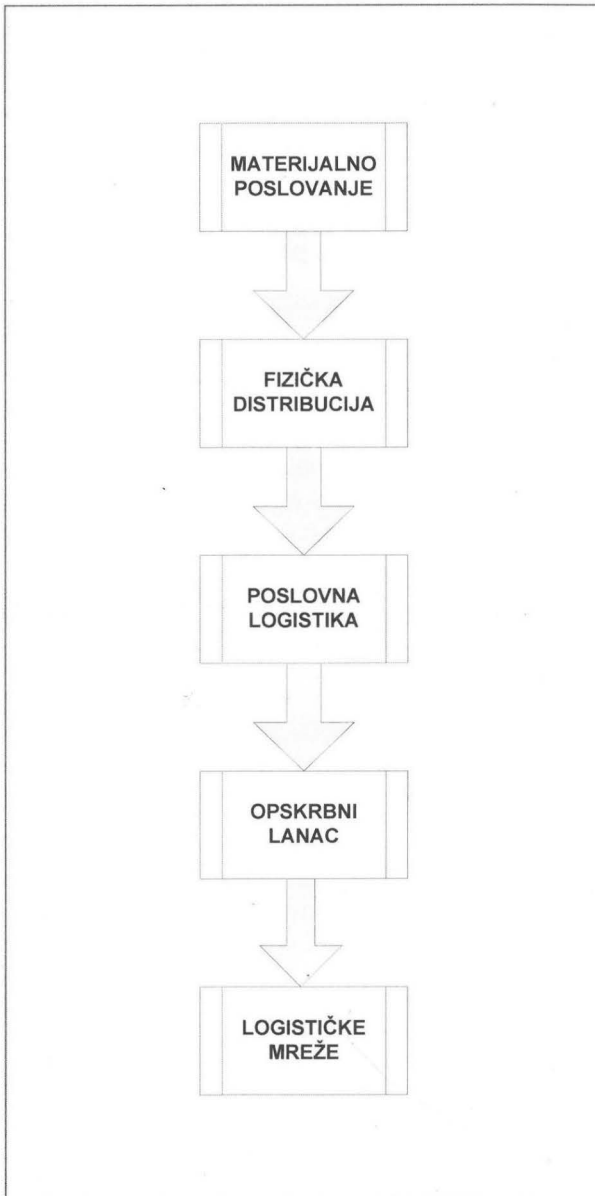 MATERIJALNO
POSLOVANJE
FIZIČKA
DISTRIBUCIJA
POSLOVNA
LOGISTIKA
OPSKRBNI
LANAC
LOGISTIČKE
MREŽE